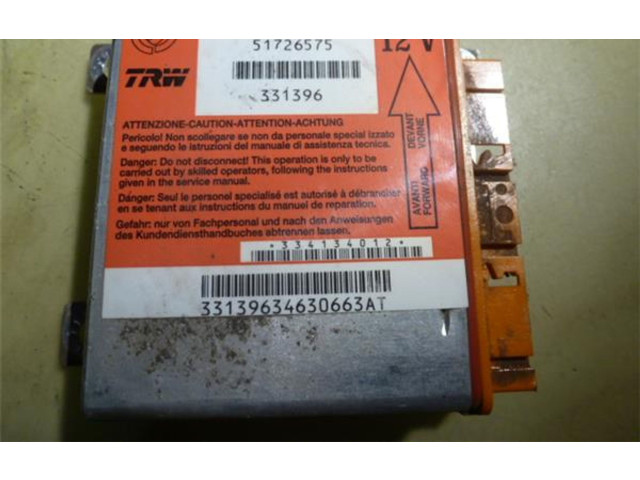 51726575
12 V
TRW
331396
ATTENZIONE-CAUTION-ATTENTION-ACHTUNG
Pericolo! Non scollegare se non da personale specializzato
e seguendo le istruzioni del manuale di assistenza tecnica.
Danger: Do not disconnect! This operation is only to be
carried out by skilled operators, following the instructions
given in the service manual.
Danger: Seul le personel specialisé est autorisé à débrancher
en se tenant aux instructions du manuel de reparation.
Gefahr: nur von Fachpersonal und nach den Anweisungen
des Kundendiensthandbuches abtrennen lassen.
AVANTI DEVANT
FORWARD VORNE
*334134012*
33139634630663AT